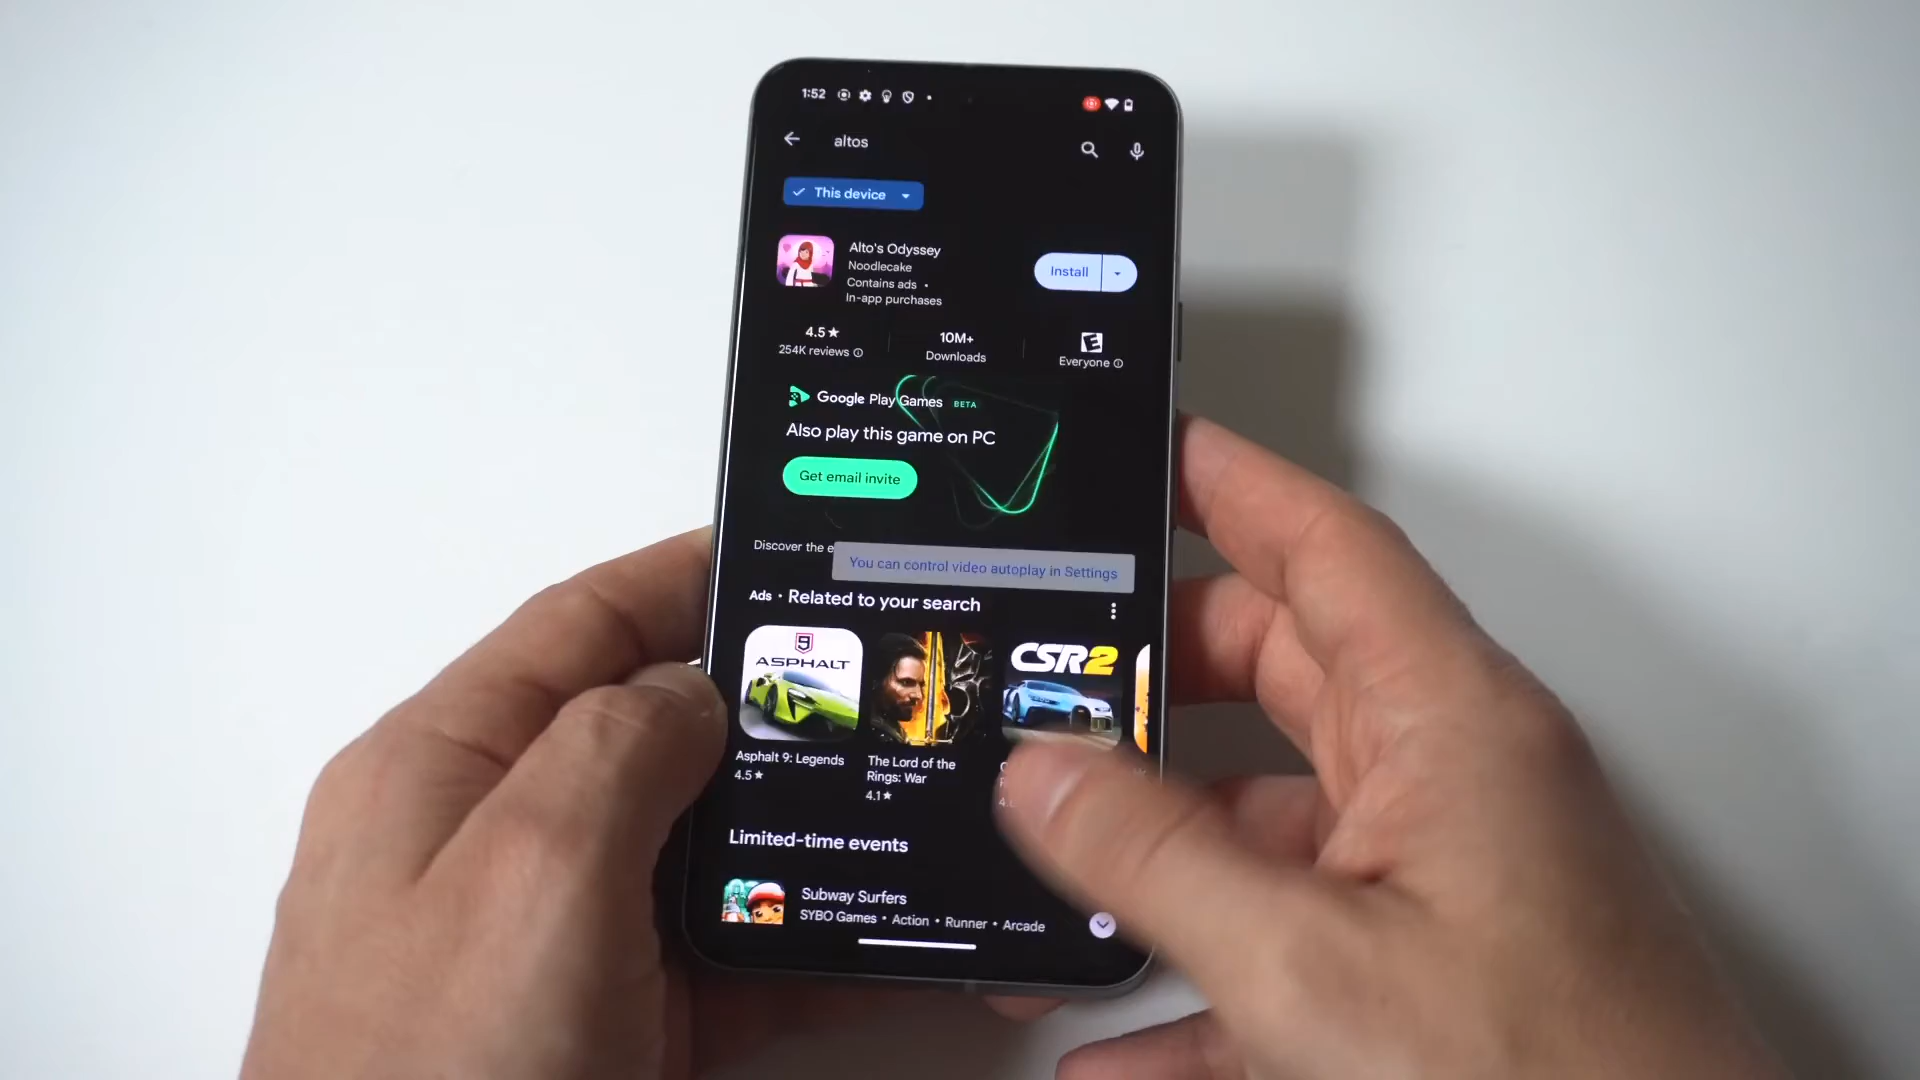 1:52
altos
This device
Alto's Odyssey
Noodlecake
Contains ads •
In-app purchases
Install
4.5★
254K reviews
10M+
Downloads
E
Everyone
Google Play Games BETA
Also play this game on PC
Get email invite
Discover the e
You can control video autoplay in Settings
Ads • Related to your search
9
ASPHALT
CSR2
Asphalt 9: Legends
4.5★
The Lord of the
Rings: War
4.1★
Limited-time events
Subway Surfers
SYBO Games • Action • Runner • Arcade